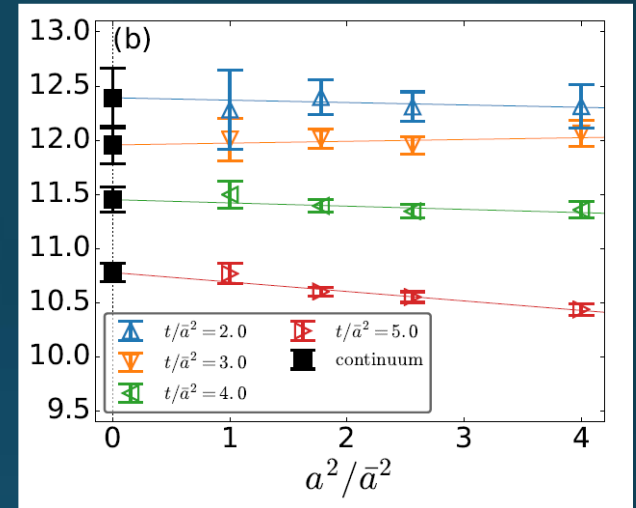 (b)
13.0
12.5
12.0
11.5
11.0
10.5
10.0
9.5
t/ā² = 2.0
t/ā² = 3.0
t/ā² = 4.0
t/ā² = 5.0
continuum
0 1 2 3 4
a²/ā²